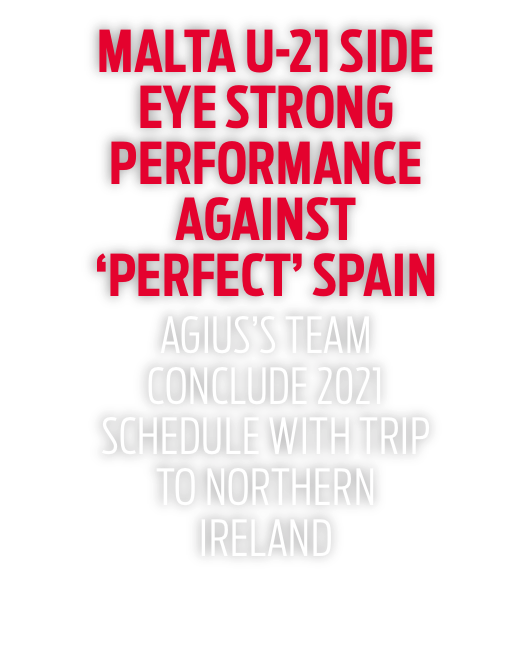 MALTA U-21 SIDE
EYE STRONG
PERFORMANCE
AGAINST
‘PERFECT’ SPAIN
AGIUS’S TEAM
CONCLUDE 2021
SCHEDULE WITH TRIP
TO NORTHERN
IRELAND